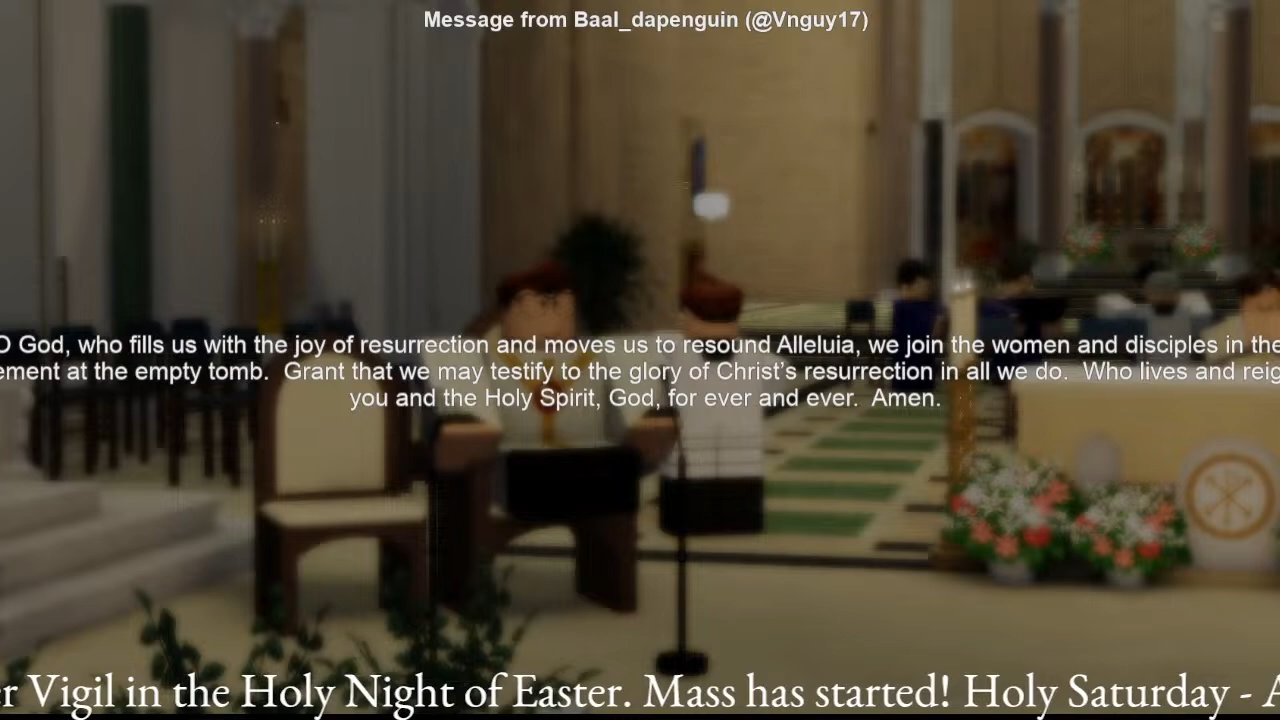 Message from Baal_dapenguin (@Vnguy17)
O God, who fills us with the joy of resurrection and moves us to resound Alleluia, we join the women and disciples in the
ement at the empty tomb.  Grant that we may testify to the glory of Christ's resurrection in all we do.  Who lives and reig
you and the Holy Spirit, God, for ever and ever.  Amen.
r Vigil in the Holy Night of Easter. Mass has started! Holy Saturday - A